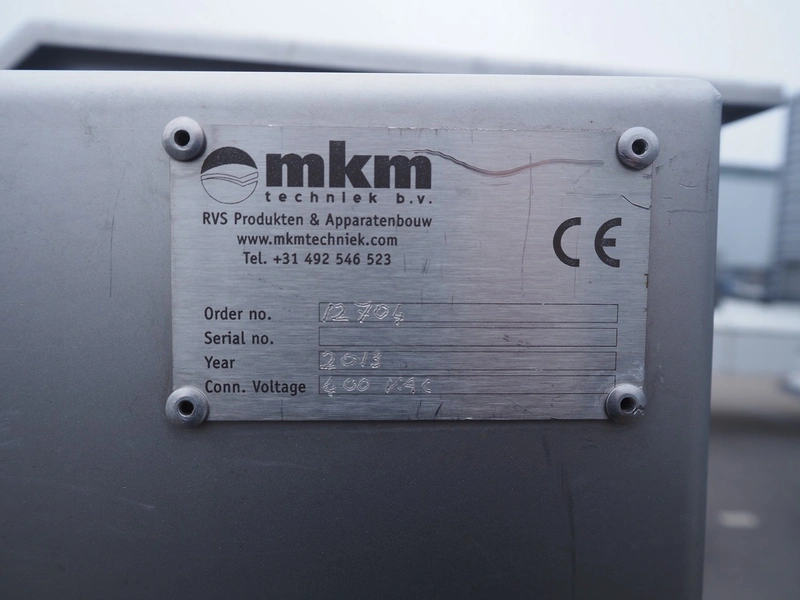 mkm
techniek b.v.
RVS Produkten & Apparatenbouw
www.mkmtechniek.com
Tel. +31 492 546 523
CE
Order no. 12704
Serial no.
Year 2013
Conn. Voltage 400